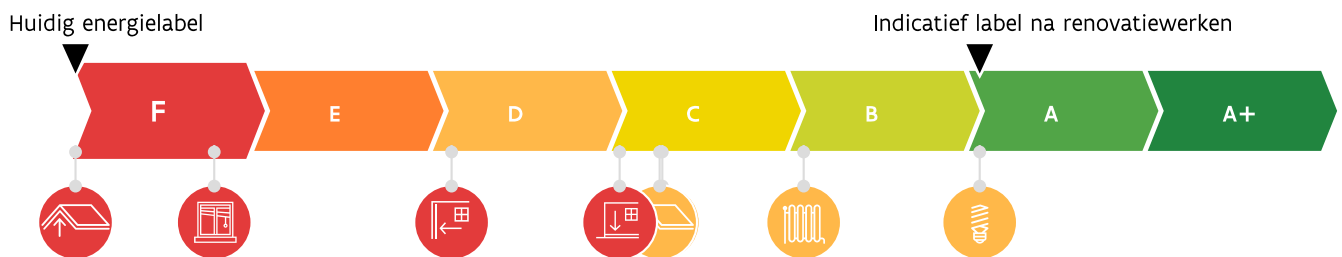 Huidig energielabel
Indicatief label na renovatiewerken
F E D C B A A+